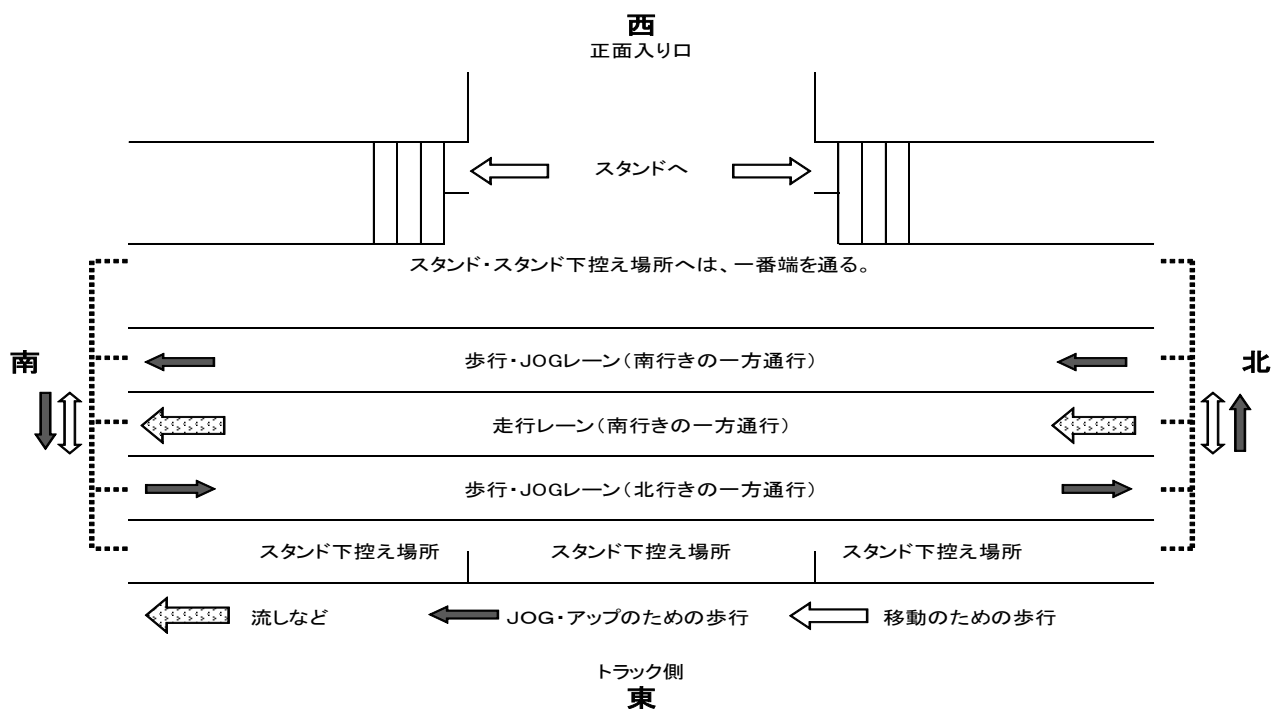 西
正面入り口
スタンドへ
スタンド・スタンド下控え場所へは、一番端を通る。
南
歩行・JOGレーン(南行きの一方通行)
北
走行レーン(南行きの一方通行)
歩行・JOGレーン(北行きの一方通行)
スタンド下控え場所 スタンド下控え場所 スタンド下控え場所
流しなど JOG・アップのための歩行 移動のための歩行
トラック側
東